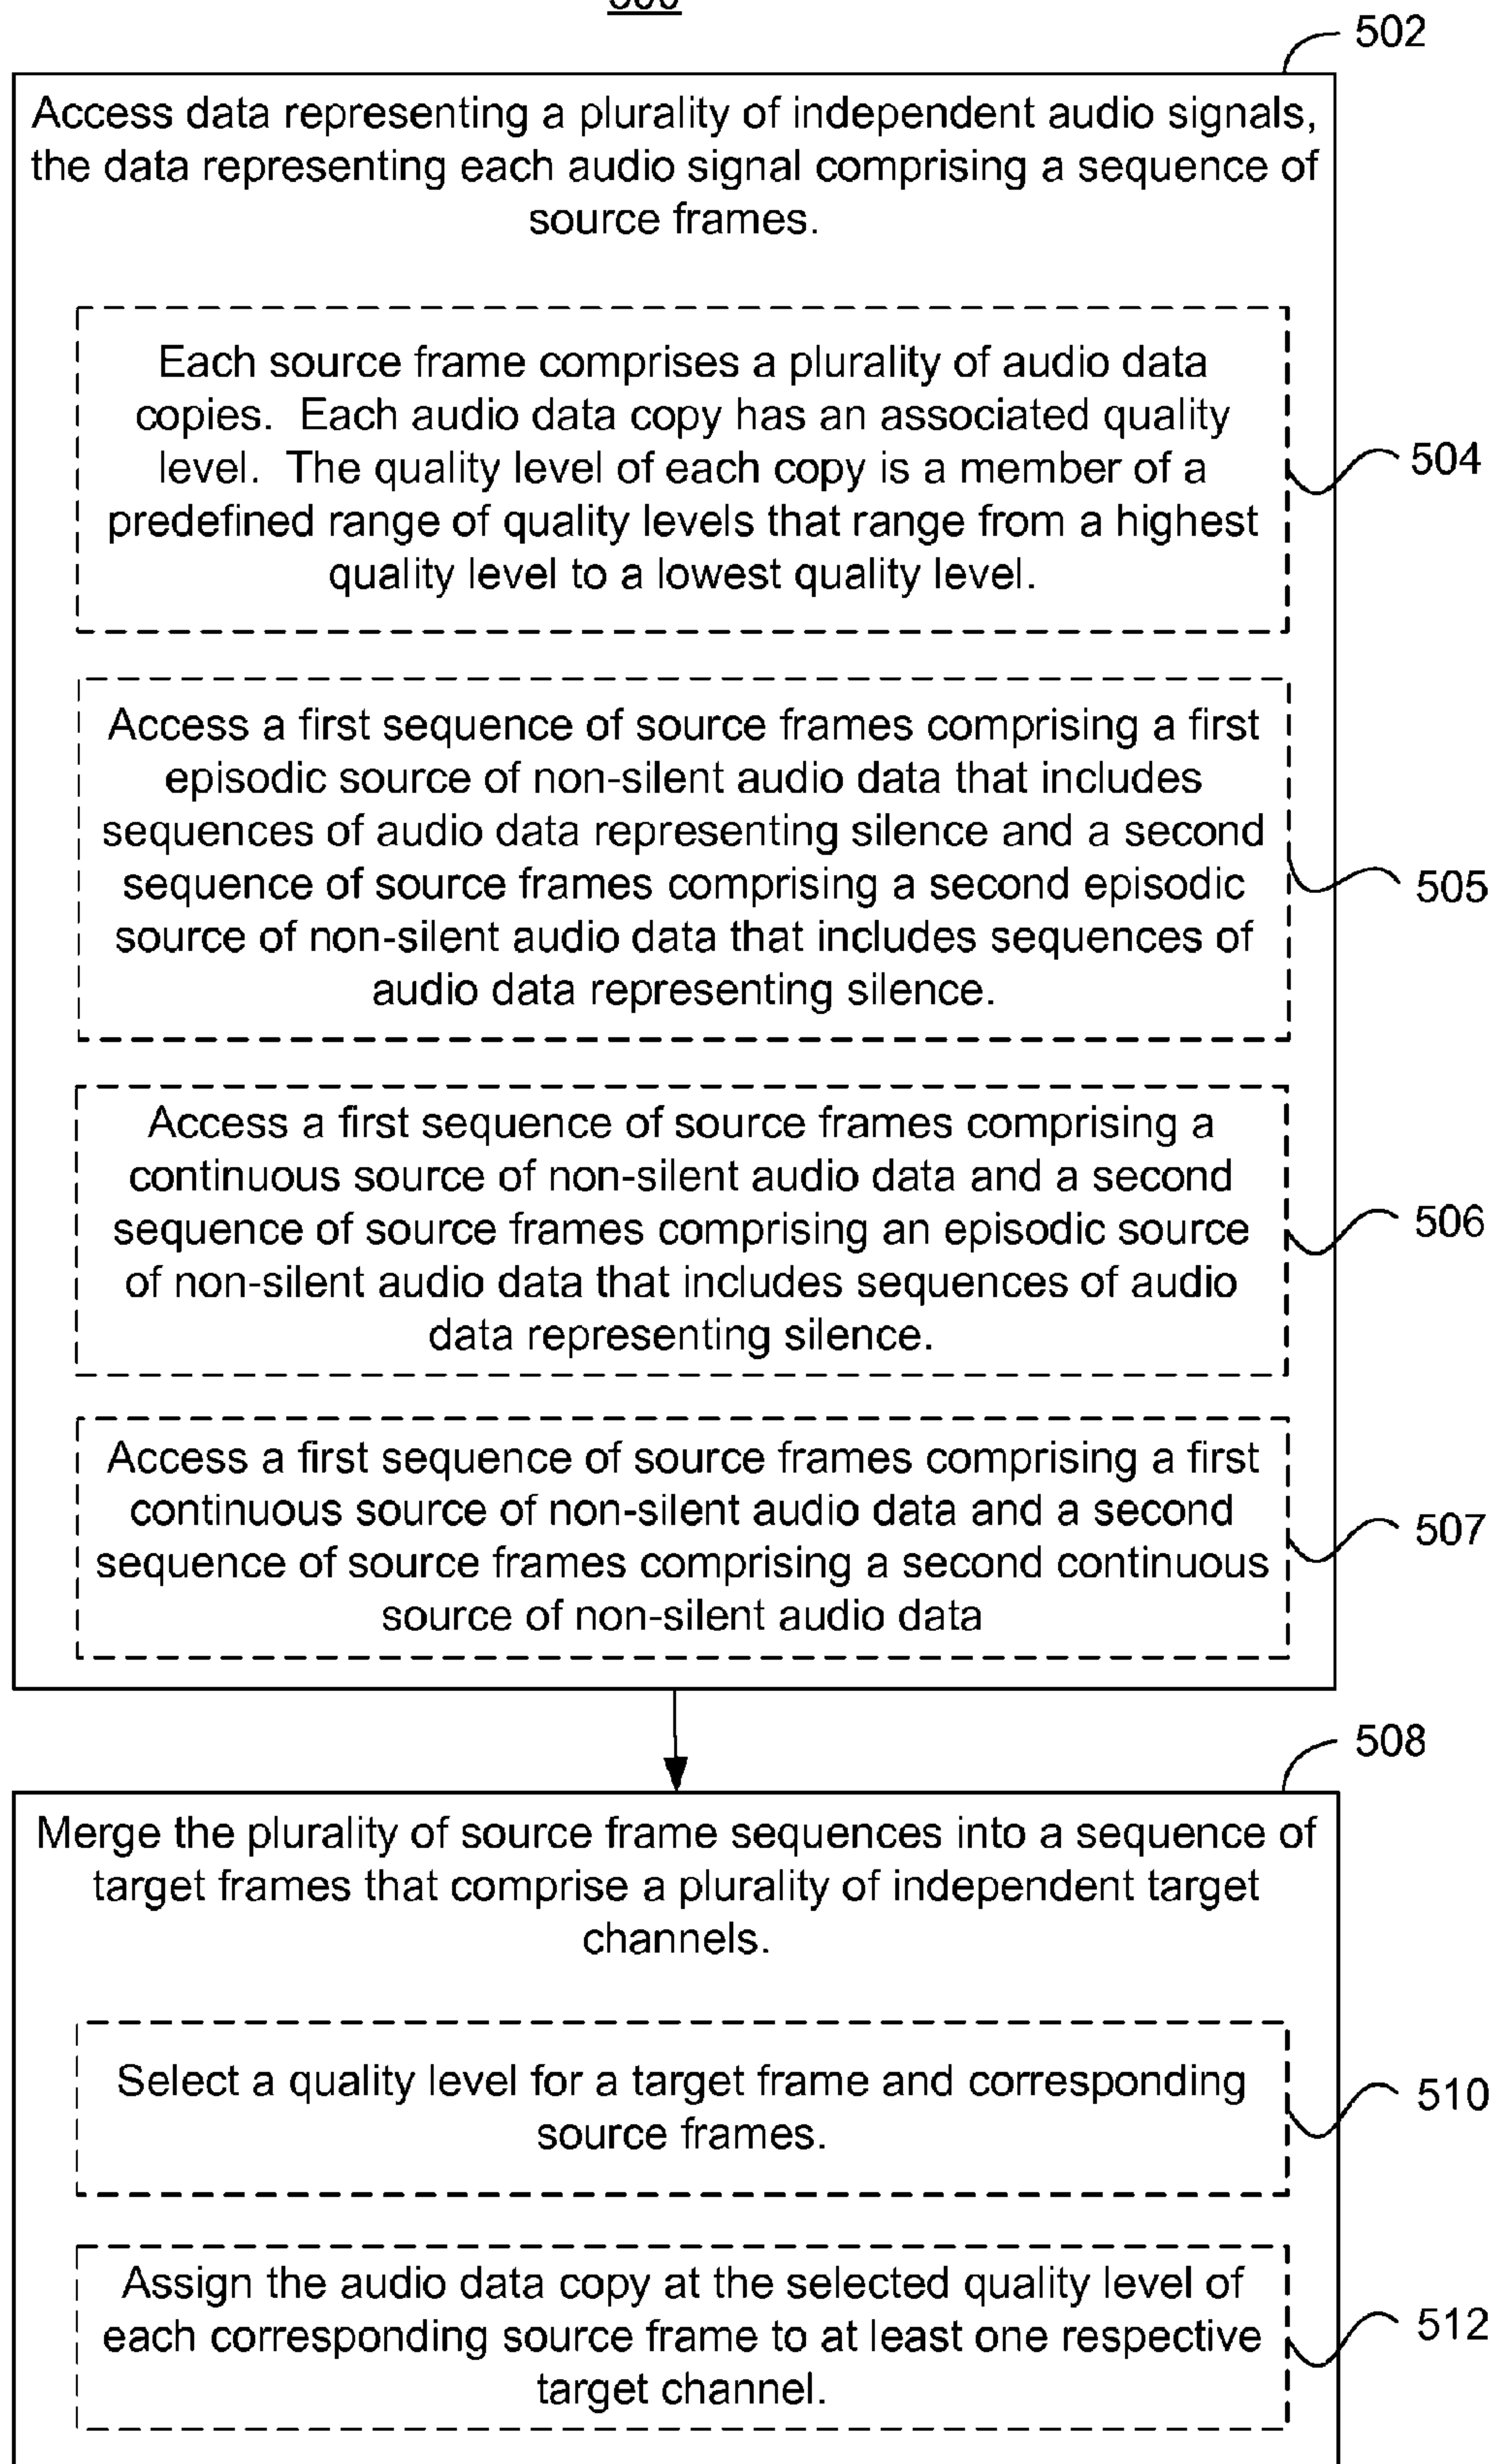 502
Access data representing a plurality of independent audio signals,
the data representing each audio signal comprising a sequence of
source frames.
Each source frame comprises a plurality of audio data
copies. Each audio data copy has an associated quality
level. The quality level of each copy is a member of a
predefined range of quality levels that range from a highest
quality level to a lowest quality level.
504
Access a first sequence of source frames comprising a first
episodic source of non-silent audio data that includes
sequences of audio data representing silence and a second
sequence of source frames comprising a second episodic
source of non-silent audio data that includes sequences of
audio data representing silence.
505
Access a first sequence of source frames comprising a
continuous source of non-silent audio data and a second
sequence of source frames comprising an episodic source
of non-silent audio data that includes sequences of audio
data representing silence.
506
Access a first sequence of source frames comprising a first
continuous source of non-silent audio data and a second
sequence of source frames comprising a second continuous
source of non-silent audio data
507
508
Merge the plurality of source frame sequences into a sequence of
target frames that comprise a plurality of independent target
channels.
Select a quality level for a target frame and corresponding
source frames.
510
Assign the audio data copy at the selected quality level of
each corresponding source frame to at least one respective
target channel.
512